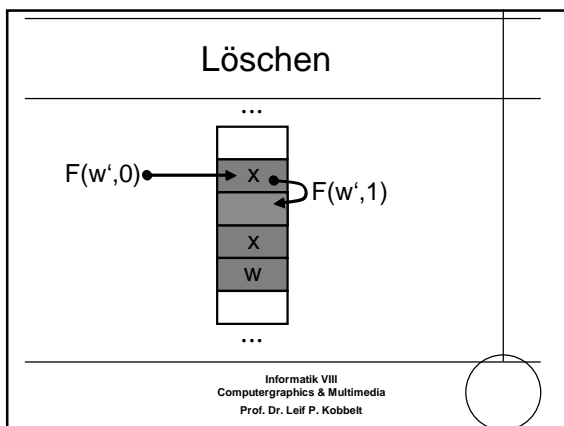 Löschen
...
F(w‘,0)
x
F(w‘,1)
x
w
...
Informatik VIII
Computergraphics & Multimedia
Prof. Dr. Leif P. Kobbelt